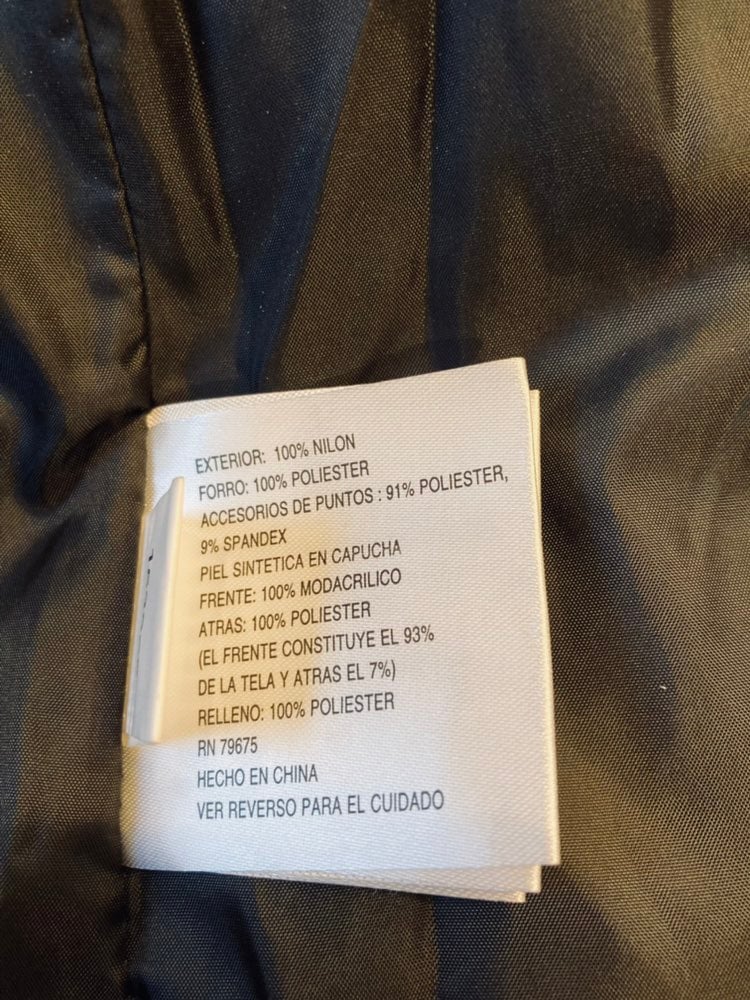 EXTERIOR: 100% NILON
FORRO: 100% POLIESTER
ACCESORIOS DE PUNTOS : 91% POLIESTER,
9% SPANDEX
PIEL SINTETICA EN CAPUCHA
FRENTE: 100% MODACRILICO
ATRAS: 100% POLIESTER
(EL FRENTE CONSTITUYE EL 93%
DE LA TELA Y ATRAS EL 7%)
RELLENO: 100% POLIESTER
RN 79675
HECHO EN CHINA
VER REVERSO PARA EL CUIDADO